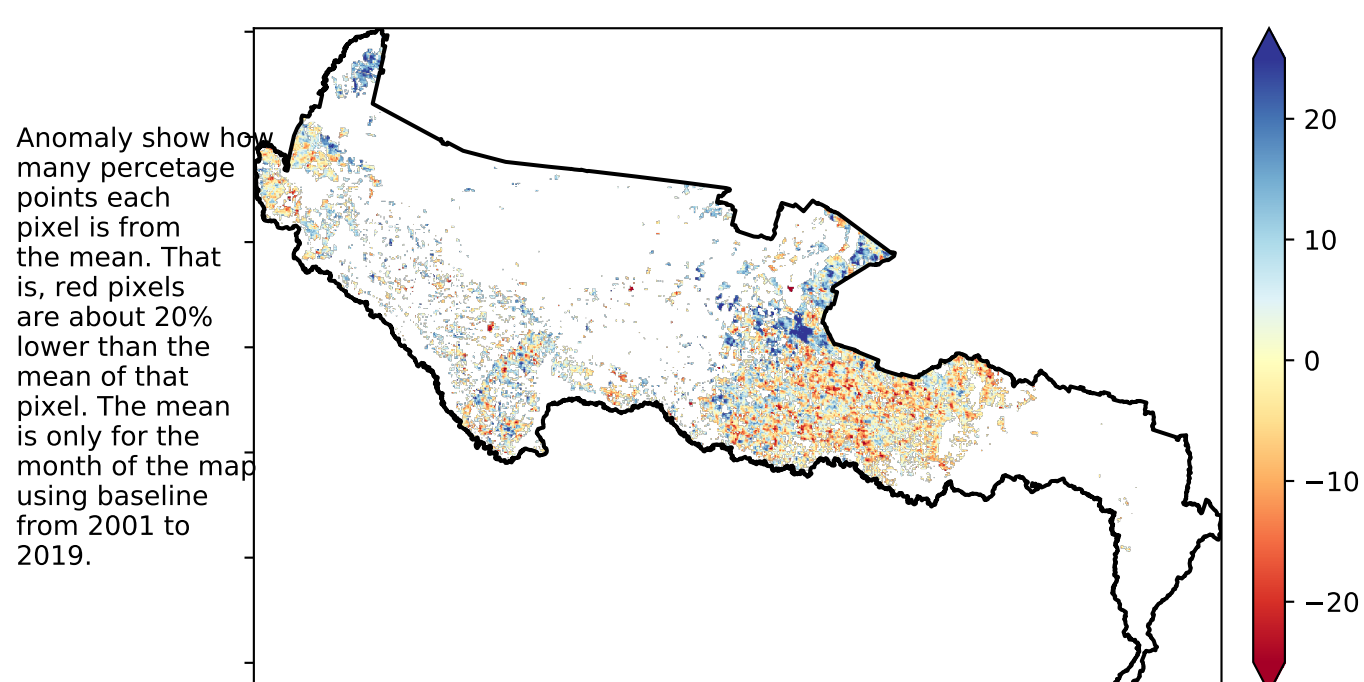 Anomaly show how
many percetage
points each
pixel is from
the mean. That
is, red pixels
are about 20%
lower than the
mean of that
pixel. The mean
is only for the
month of the map
using baseline
from 2001 to
2019.
20
10
0
−10
−20